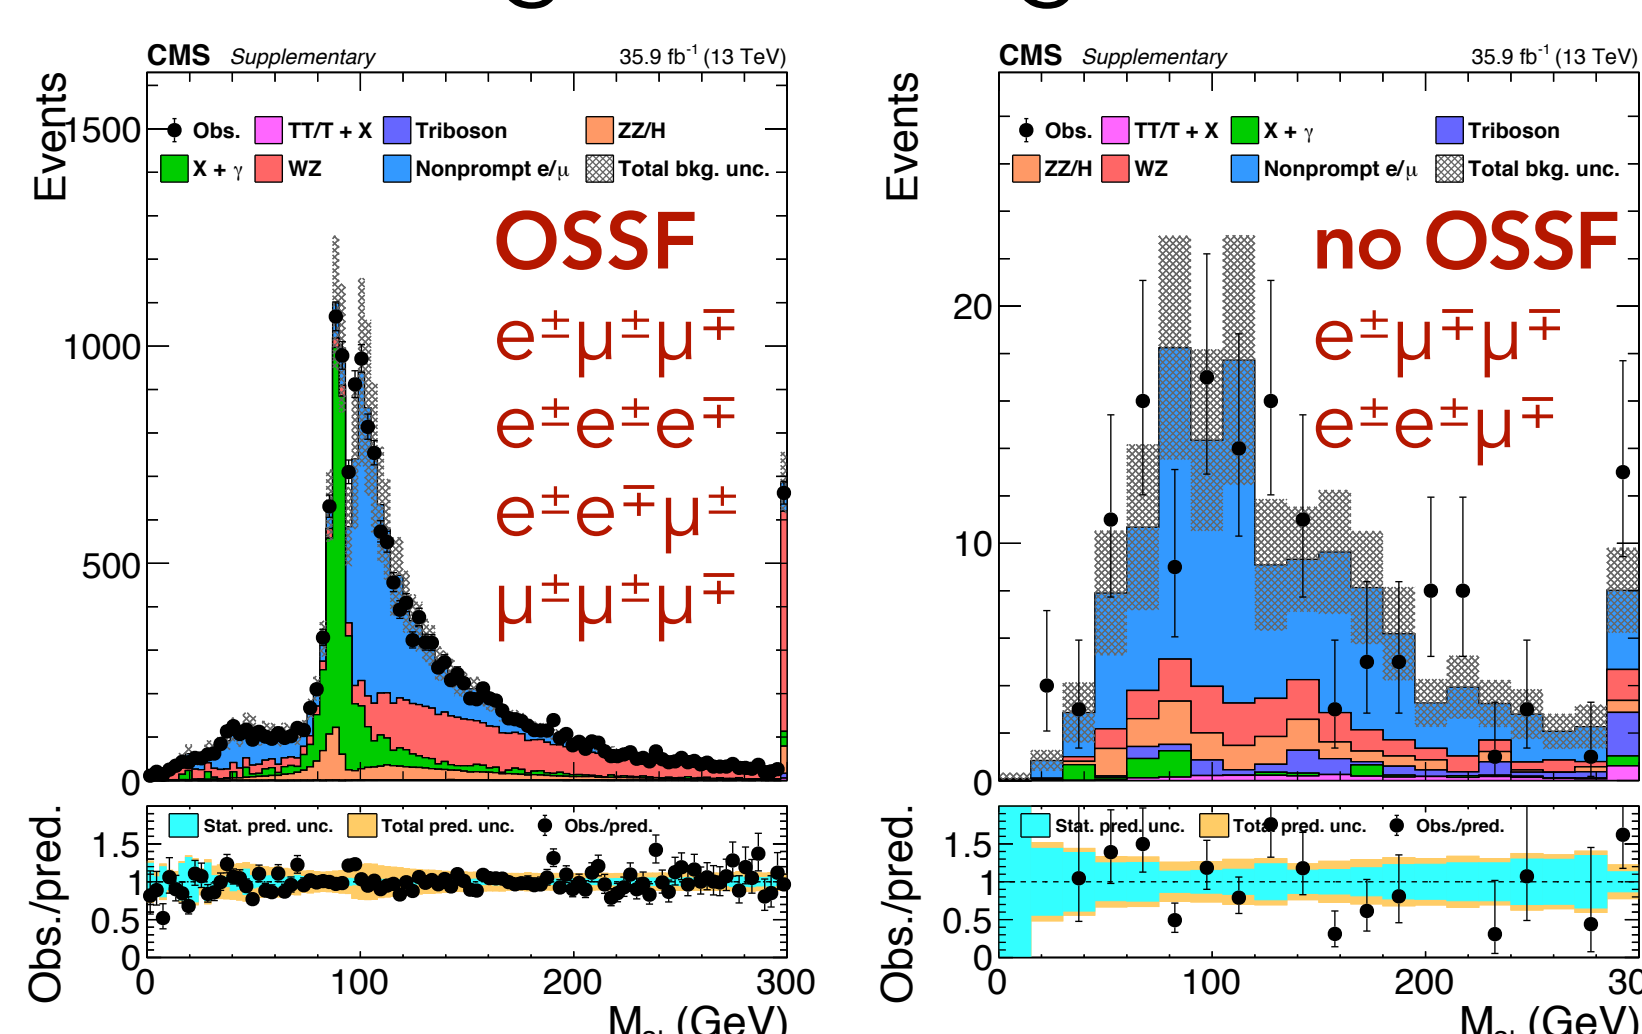 CMS Supplementary 35.9 fb⁻¹ (13 TeV)
Events
1500
1000
500
0
Obs. TT/T + X Triboson ZZ/H
X + γ WZ Nonprompt e/μ Total bkg. unc.
OSSF
e±μ±μ∓
e±e±e∓
e±e∓μ±
μ±μ±μ∓
Obs./pred.
1.5
1
0.5
0
Stat. pred. unc. Total pred. unc. Obs./pred.
0 100 200 300
(GeV)
CMS Supplementary 35.9 fb⁻¹ (13 TeV)
Events
20
10
0
Obs. TT/T + X X + γ Triboson
ZZ/H WZ Nonprompt e/μ Total bkg. unc.
no OSSF
e±μ∓μ∓
e±e±μ∓
Obs./pred.
1.5
1
0.5
0
Stat. pred. unc. Total pred. unc. Obs./pred.
0 100 200
(GeV)